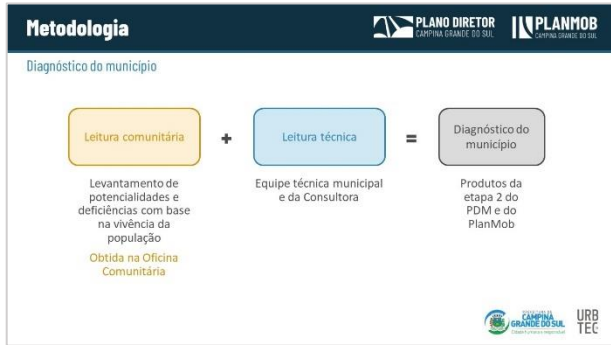 Metodologia
PLANO DIRETOR
CAMPINA GRANDE DO SUL
PLANMOB
CAMPINA GRANDE DO SUL
Diagnóstico do município
Leitura comunitária
+
Leitura técnica
=
Diagnóstico do
município
Levantamento de
potencialidades e
deficiências com base
na vivência da
população
Obtida na Oficina
Comunitária
Equipe técnica municipal
e da Consultora
Produtos da
etapa 2 do
PDM e do
PlanMob
CAMPINA
GRANDE DO SUL
URB
TEC